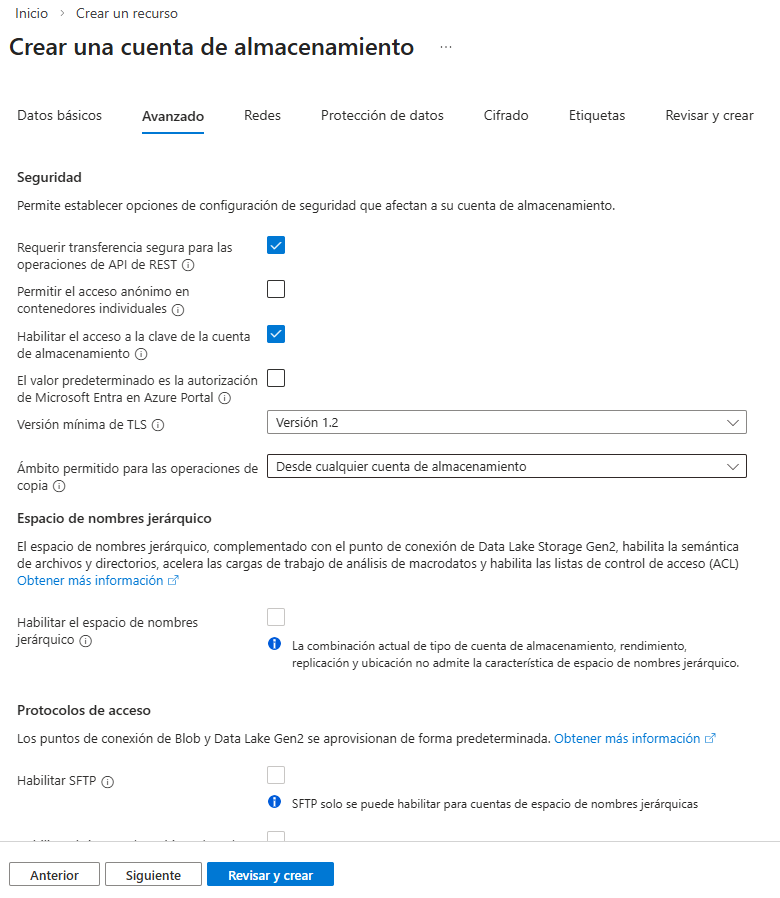 Inicio > Crear un recurso
Crear una cuenta de almacenamiento ...
Datos básicos Avanzado Redes Protección de datos Cifrado Etiquetas Revisar y crear
Seguridad
Permite establecer opciones de configuración de seguridad que afectan a su cuenta de almacenamiento.
Requerir transferencia segura para las
operaciones de API de REST
Permitir el acceso anónimo en
contenedores individuales
Habilitar el acceso a la clave de la cuenta
de almacenamiento
El valor predeterminado es la autorización
de Microsoft Entra en Azure Portal
Versión mínima de TLS
Versión 1.2
Ámbito permitido para las operaciones de
copia
Desde cualquier cuenta de almacenamiento
Espacio de nombres jerárquico
El espacio de nombres jerárquico, complementado con el punto de conexión de Data Lake Storage Gen2, habilita la semántica
de archivos y directorios, acelera las cargas de trabajo de análisis de macrodatos y habilita las listas de control de acceso (ACL)
Obtener más información
Habilitar el espacio de nombres
jerárquico
La combinación actual de tipo de cuenta de almacenamiento, rendimiento,
replicación y ubicación no admite la característica de espacio de nombres jerárquico.
Protocolos de acceso
Los puntos de conexión de Blob y Data Lake Gen2 se aprovisionan de forma predeterminada. Obtener más información
Habilitar SFTP
SFTP solo se puede habilitar para cuentas de espacio de nombres jerárquicas
Anterior Siguiente Revisar y crear